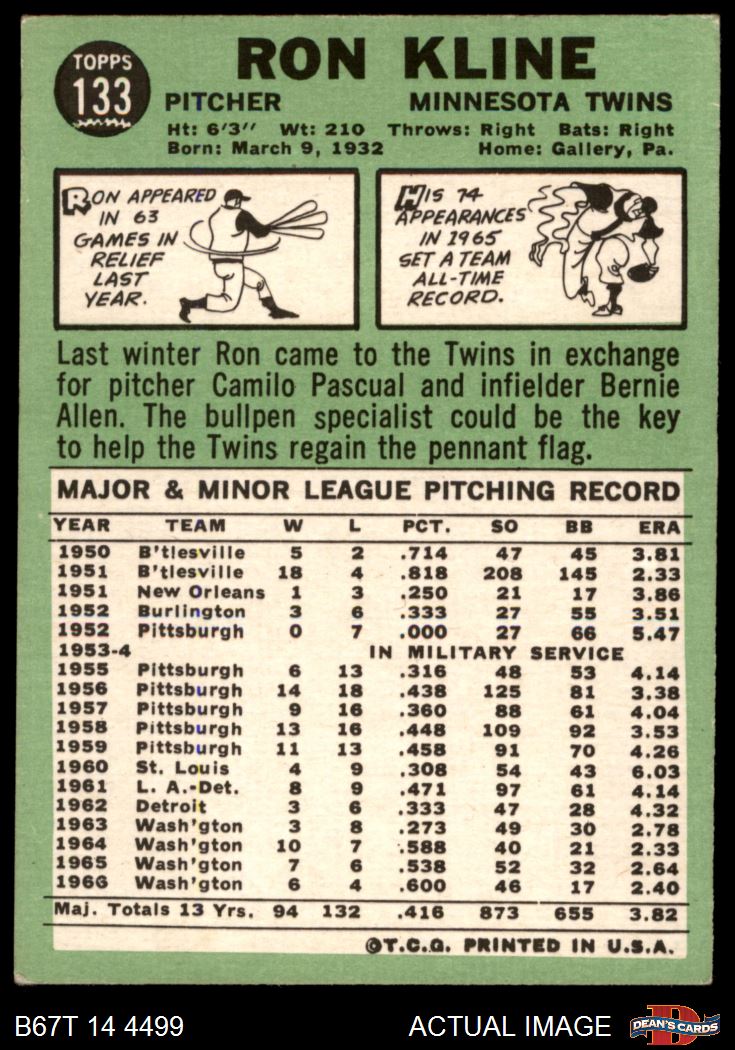 TOPPS
133
RON KLINE
PITCHER MINNESOTA TWINS
Ht: 6'3" Wt: 210 Throws: Right Bats: Right
Born: March 9, 1932 Home: Gallery, Pa.
RON APPEARED
IN 63
GAMES IN
RELIEF
LAST
YEAR.
HIS 74
APPEARANCES
IN 1965
SET A TEAM
ALL-TIME
RECORD.
Last winter Ron came to the Twins in exchange
for pitcher Camilo Pascual and infielder Bernie
Allen. The bullpen specialist could be the key
to help the Twins regain the pennant flag.
MAJOR & MINOR LEAGUE PITCHING RECORD
YEAR TEAM W L PCT. SO BB ERA
1950 B'tlesville 5 2 .714 47 45 3.81
1951 B'tlesville 18 4 .818 208 145 2.33
1951 New Orleans 1 3 .250 21 17 3.86
1952 Burlington 3 6 .333 27 55 3.51
1952 Pittsburgh 0 7 .000 27 66 5.47
1953-4 IN MILITARY SERVICE
1955 Pittsburgh 6 13 .316 48 53 4.14
1956 Pittsburgh 14 18 .438 125 81 3.38
1957 Pittsburgh 9 16 .360 88 61 4.04
1958 Pittsburgh 13 16 .448 109 92 3.53
1959 Pittsburgh 11 13 .458 91 70 4.26
1960 St. Louis 4 9 .308 54 43 6.03
1961 L. A.-Det. 8 9 .471 97 61 4.14
1962 Detroit 3 6 .333 47 28 4.32
1963 Wash'gton 3 8 .273 49 30 2.78
1964 Wash'gton 10 7 .588 40 21 2.33
1965 Wash'gton 7 6 .538 52 32 2.64
1966 Wash'gton 6 4 .600 46 17 2.40
Maj. Totals 13 Yrs. 94 132 .416 873 655 3.82
©T.C.G. PRINTED IN U.S.A.
B67T 14 4499 ACTUAL IMAGE
D
DEAN'S CARDS